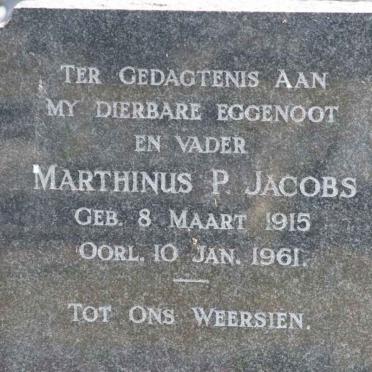 TER GEDAGTENIS AAN
MY DIERBARE EGGENOOT
EN VADER
MARTHINUS P. JACOBS
GEB. 8 MAART 1915
OORL. 10 JAN. 1961.
TOT ONS WEERSIEN.